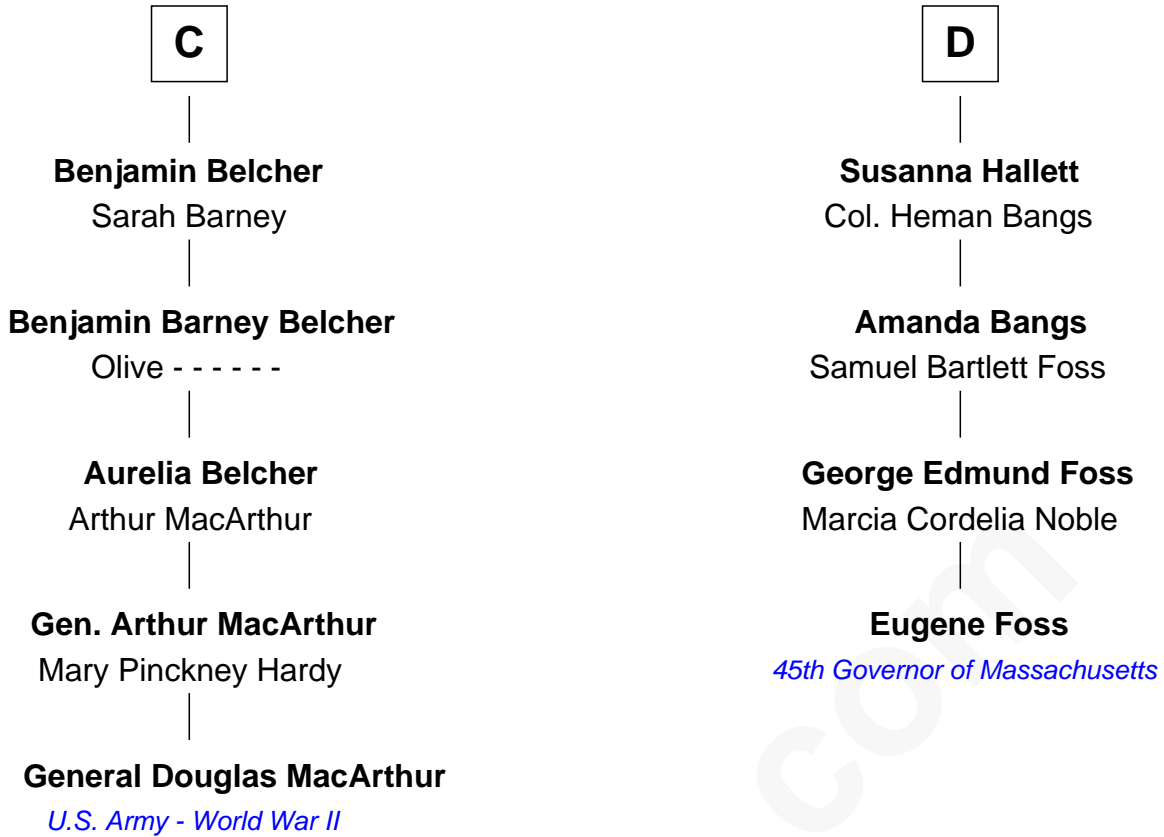 C
Benjamin Belcher
Sarah Barney
Benjamin Barney Belcher
Olive - - - - - -
Aurelia Belcher
Arthur MacArthur
Gen. Arthur MacArthur
Mary Pinckney Hardy
General Douglas MacArthur
U.S. Army - World War II
D
Susanna Hallett
Col. Heman Bangs
Amanda Bangs
Samuel Bartlett Foss
George Edmund Foss
Marcia Cordelia Noble
Eugene Foss
45th Governor of Massachusetts
com